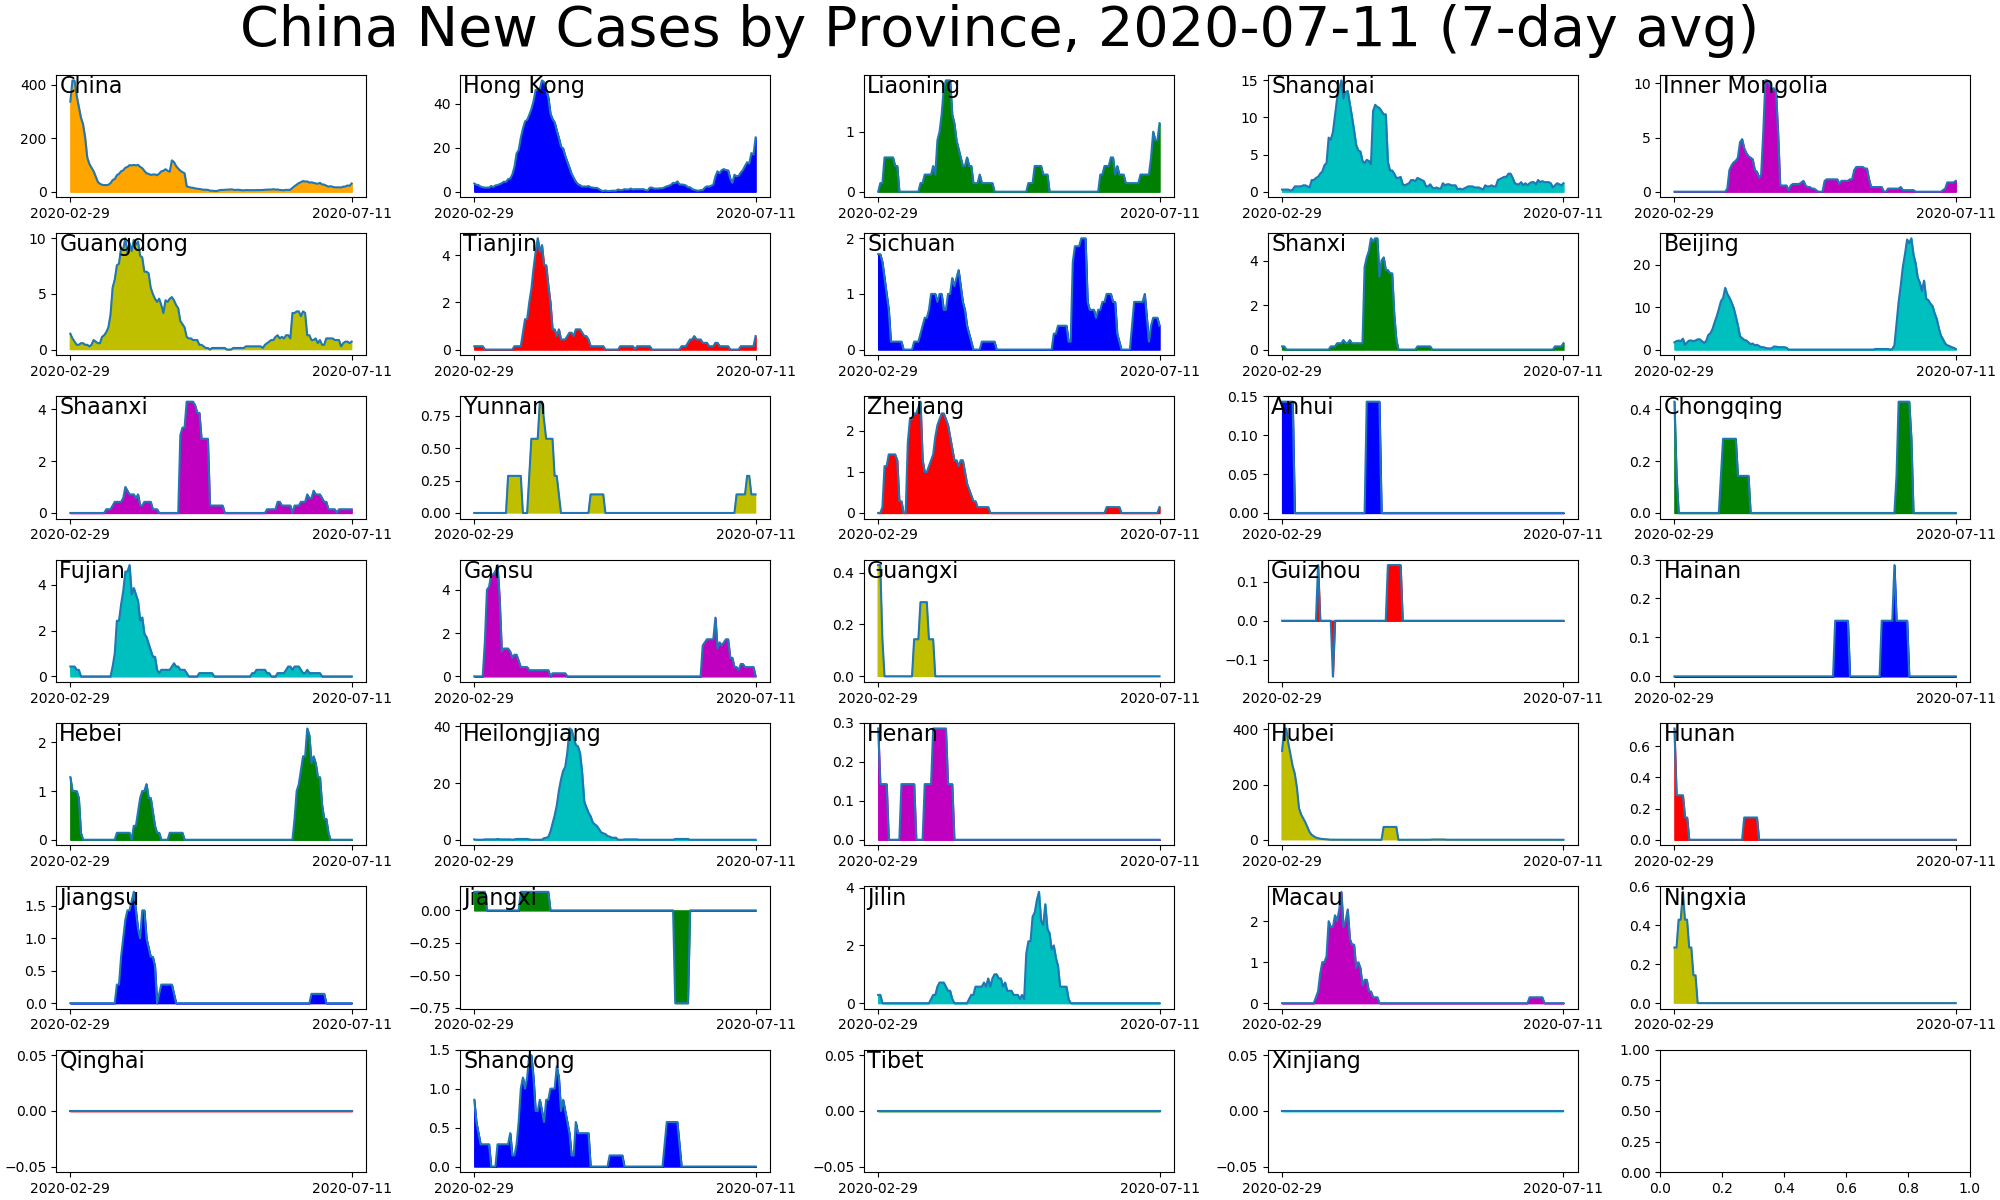 China New Cases by Province, 2020-07-11 (7-day avg)
China Hong Kong Liaoning Shanghai Inner Mongolia
400 200 0 40 20 0 1 0 15 10 5 0 10 5 0
2020-02-29 2020-07-11 2020-02-29 2020-07-11 2020-02-29 2020-07-11 2020-02-29 2020-07-11 2020-02-29 2020-07-11
Guangdong Tianjin Sichuan Shanxi Beijing
10 5 0 4 2 0 2 1 0 4 2 0 20 10 0
2020-02-29 2020-07-11 2020-02-29 2020-07-11 2020-02-29 2020-07-11 2020-02-29 2020-07-11 2020-02-29 2020-07-11
Shaanxi Yunnan Zhejiang Anhui Chongqing
4 2 0 0.75 0.50 0.25 0.00 2 1 0 0.15 0.10 0.05 0.00 0.4 0.2 0.0
2020-02-29 2020-07-11 2020-02-29 2020-07-11 2020-02-29 2020-07-11 2020-02-29 2020-07-11 2020-02-29 2020-07-11
Fujian Gansu Guangxi Guizhou Hainan
4 2 0 4 2 0 0.4 0.2 0.0 0.1 0.0 −0.1 0.3 0.2 0.1 0.0
2020-02-29 2020-07-11 2020-02-29 2020-07-11 2020-02-29 2020-07-11 2020-02-29 2020-07-11 2020-02-29 2020-07-11
Hebei Heilongjiang Henan Hubei Hunan
2 1 0 40 20 0 0.3 0.2 0.1 0.0 400 200 0 0.6 0.4 0.2 0.0
2020-02-29 2020-07-11 2020-02-29 2020-07-11 2020-02-29 2020-07-11 2020-02-29 2020-07-11 2020-02-29 2020-07-11
Jiangsu Jiangxi Jilin Macau Ningxia
1.5 1.0 0.5 0.0 0.00 −0.25 −0.50 −0.75 4 2 0 2 1 0 0.6 0.4 0.2 0.0
2020-02-29 2020-07-11 2020-02-29 2020-07-11 2020-02-29 2020-07-11 2020-02-29 2020-07-11 2020-02-29 2020-07-11
Qinghai Shandong Tibet Xinjiang
0.05 0.00 −0.05 1.5 1.0 0.5 0.0 0.05 0.00 −0.05 0.05 0.00 −0.05 1.00 0.75 0.50 0.25 0.00
2020-02-29 2020-07-11 2020-02-29 2020-07-11 2020-02-29 2020-07-11 2020-02-29 2020-07-11 0.0 0.2 0.4 0.6 0.8 1.0